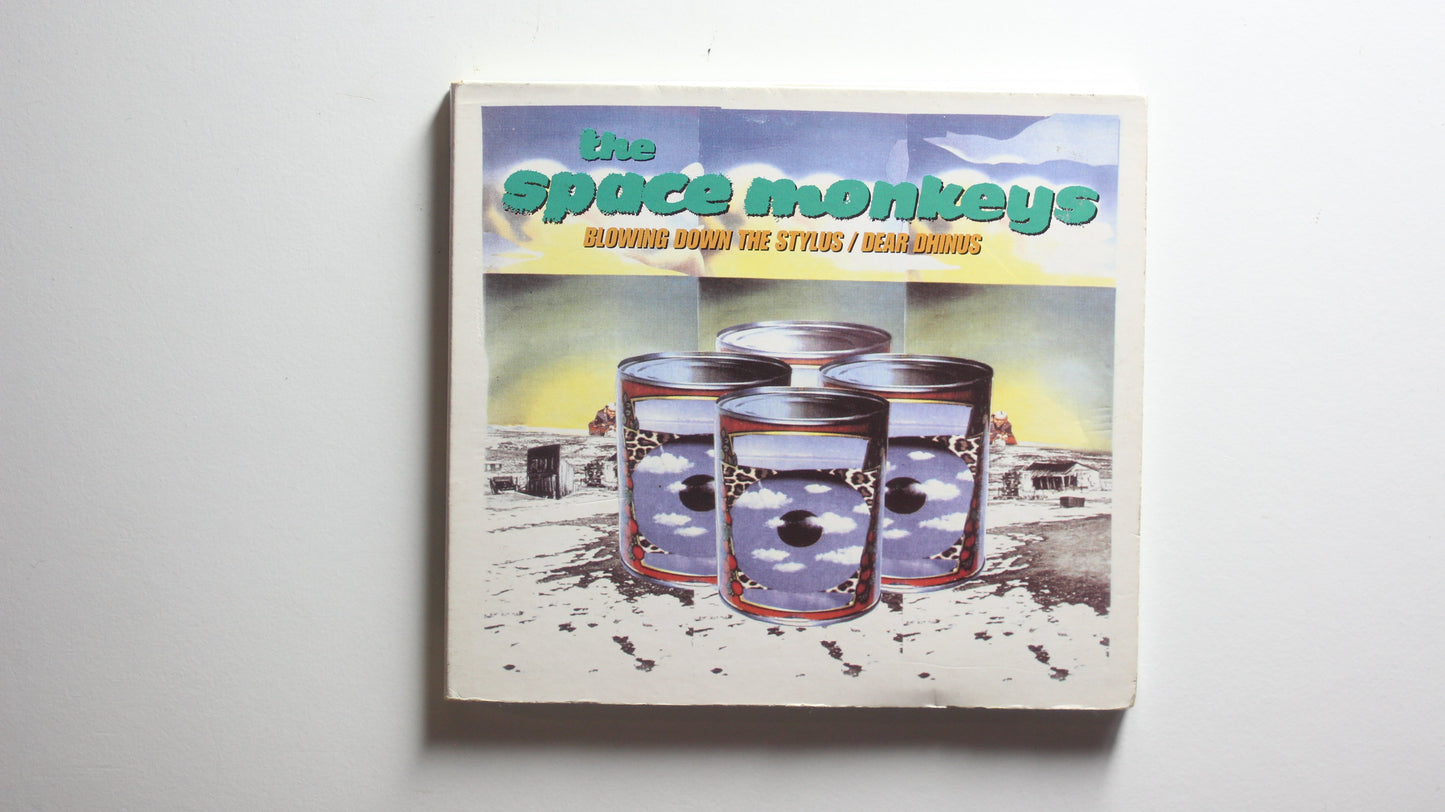 the
space monkeys
BLOWING DOWN THE STYLUS / DEAR DHINUS